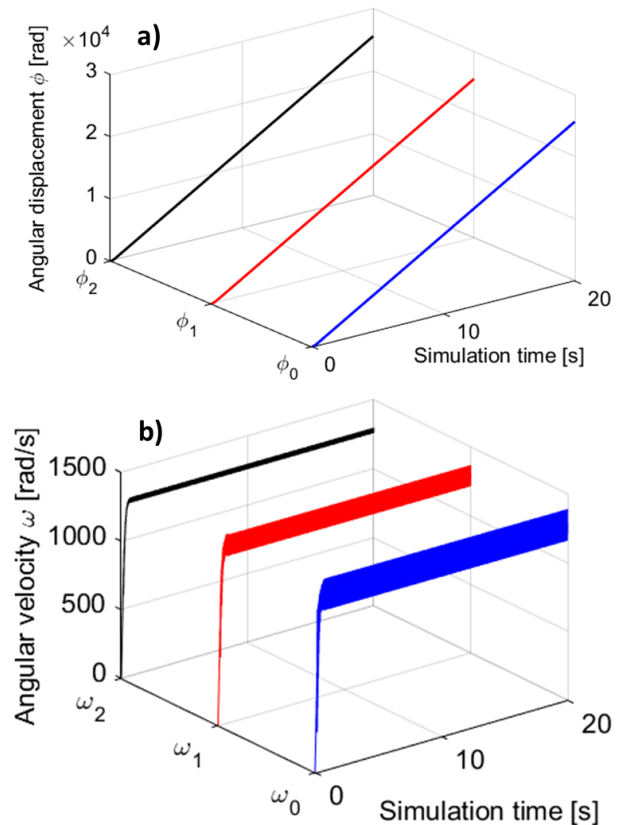 a)
×10⁴
Angular displacement ϕ [rad]
3
2
1
0
ϕ₂
ϕ₁
ϕ₀
0
10
20
Simulation time [s]
b)
Angular velocity ω [rad/s]
1500
1000
500
0
ω₂
ω₁
ω₀
0
10
20
Simulation time [s]